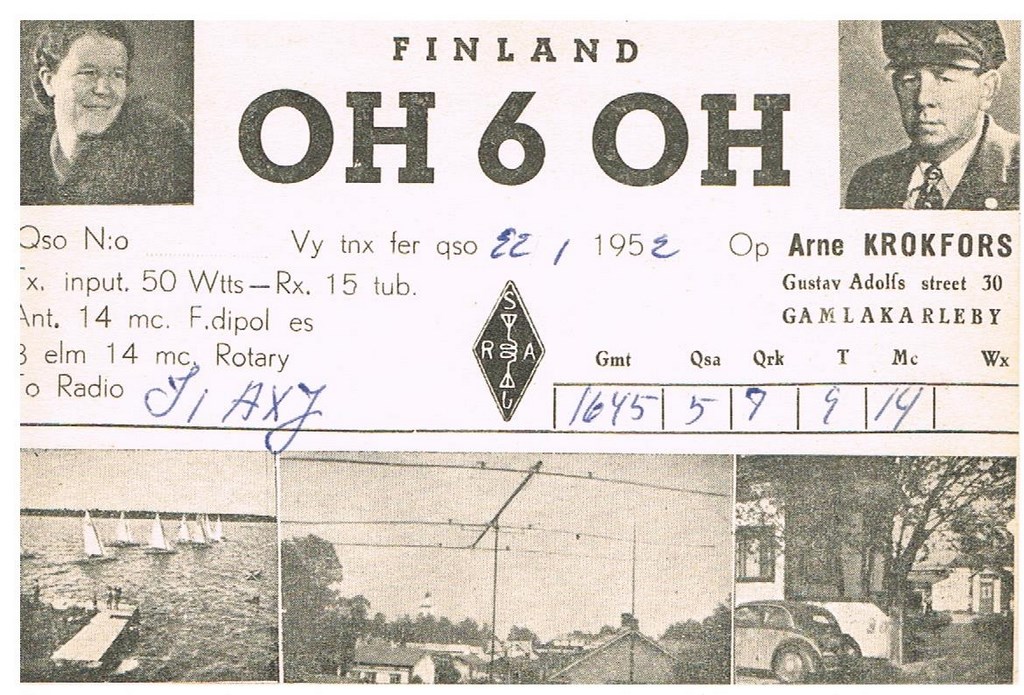 FINLAND
OH 6 OH
Qso N:o Vy tnx fer qso 22 / 1952 Op Arne KROKFORS
Tx. input. 50 Wtts — Rx. 15 tub.
Gustav Adolfs street 30
Ant. 14 mc. F.dipol es
GAMLAKARLEBY
3 elm 14 mc. Rotary
To Radio I1AXJ
S
R A
L
Gmt Qsa Qrk T Mc Wx
1645 5 9 9 14